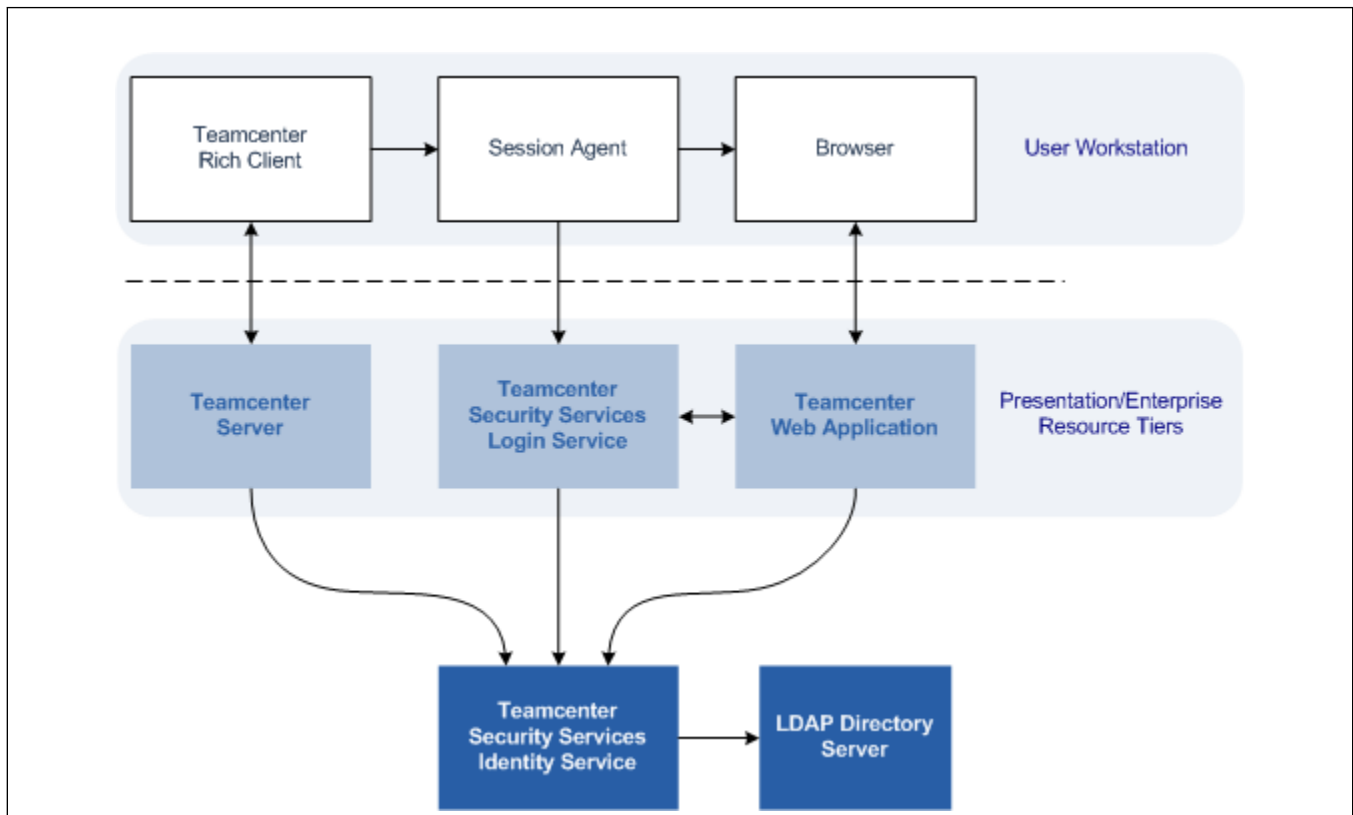 Teamcenter
Rich Client
Session Agent
Browser
User Workstation
Teamcenter
Server
Teamcenter
Security Services
Login Service
Teamcenter
Web Application
Presentation/Enterprise
Resource Tiers
Teamcenter
Security Services
Identity Service
LDAP Directory
Server